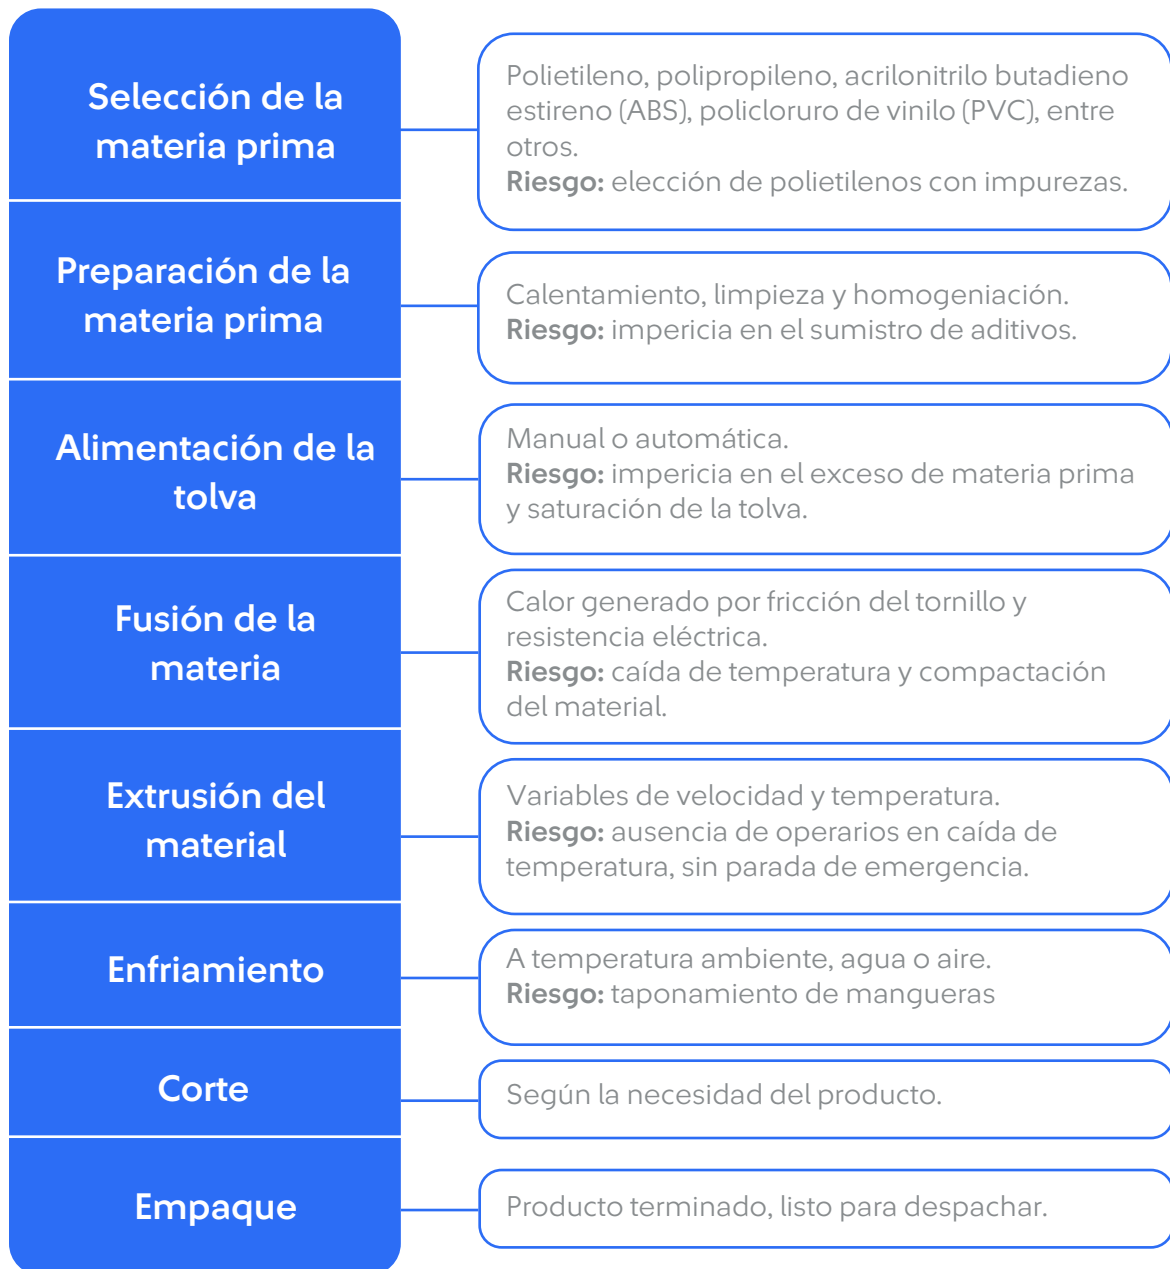 Selección de la
materia prima
Polietileno, polipropileno, acrilonitrilo butadieno
estireno (ABS), policloruro de vinilo (PVC), entre
otros.
Riesgo: elección de polietilenos con impurezas.
Preparación de la
materia prima
Calentamiento, limpieza y homogeniación.
Riesgo: impericia en el sumistro de aditivos.
Alimentación de la
tolva
Manual o automática.
Riesgo: impericia en el exceso de materia prima
y saturación de la tolva.
Fusión de la
materia
Calor generado por fricción del tornillo y
resistencia eléctrica.
Riesgo: caída de temperatura y compactación
del material.
Extrusión del
material
Variables de velocidad y temperatura.
Riesgo: ausencia de operarios en caída de
temperatura, sin parada de emergencia.
Enfriamiento
A temperatura ambiente, agua o aire.
Riesgo: taponamiento de mangueras
Corte
Según la necesidad del producto.
Empaque
Producto terminado, listo para despachar.